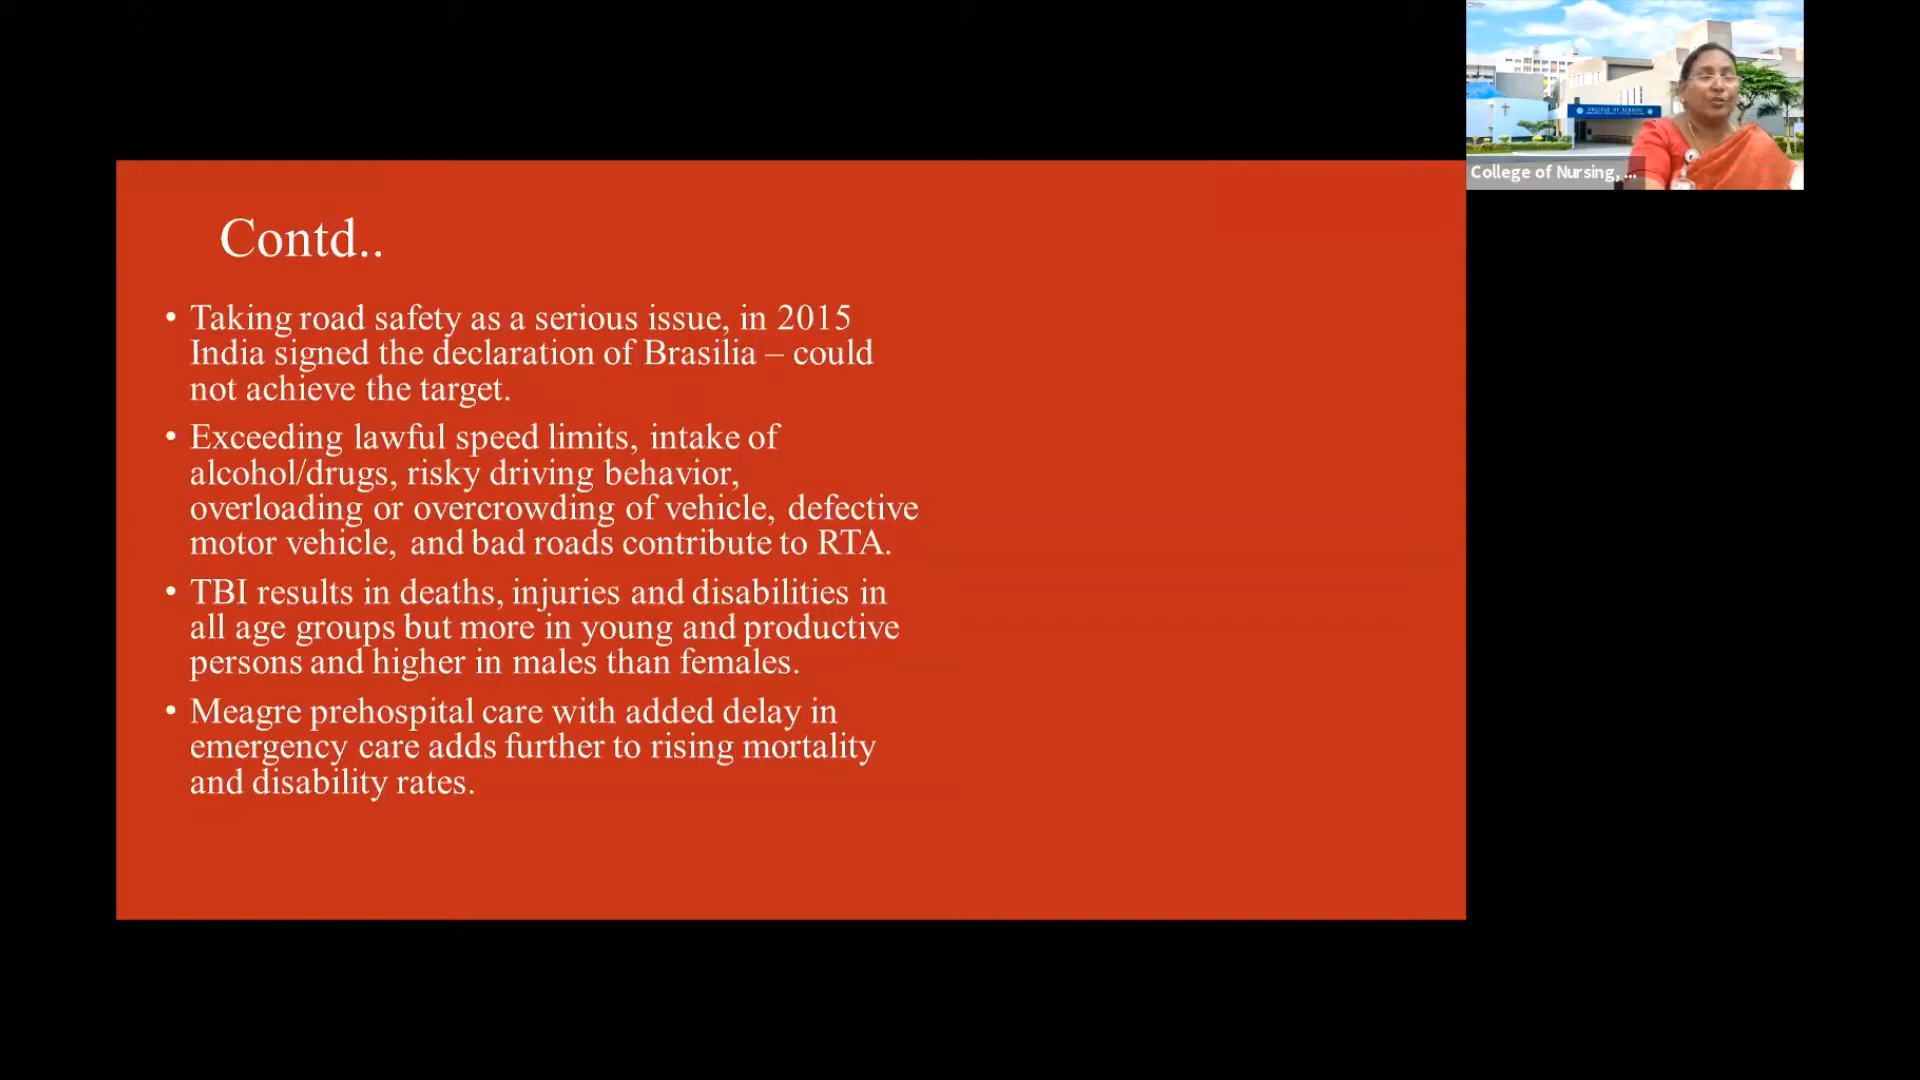 Contd..
• Taking road safety as a serious issue, in 2015
India signed the declaration of Brasilia – could
not achieve the target.
• Exceeding lawful speed limits, intake of
alcohol/drugs, risky driving behavior,
overloading or overcrowding of vehicle, defective
motor vehicle, and bad roads contribute to RTA.
• TBI results in deaths, injuries and disabilities in
all age groups but more in young and productive
persons and higher in males than females.
• Meagre prehospital care with added delay in
emergency care adds further to rising mortality
and disability rates.
COLLEGE OF NURSING
College of Nursing, ...